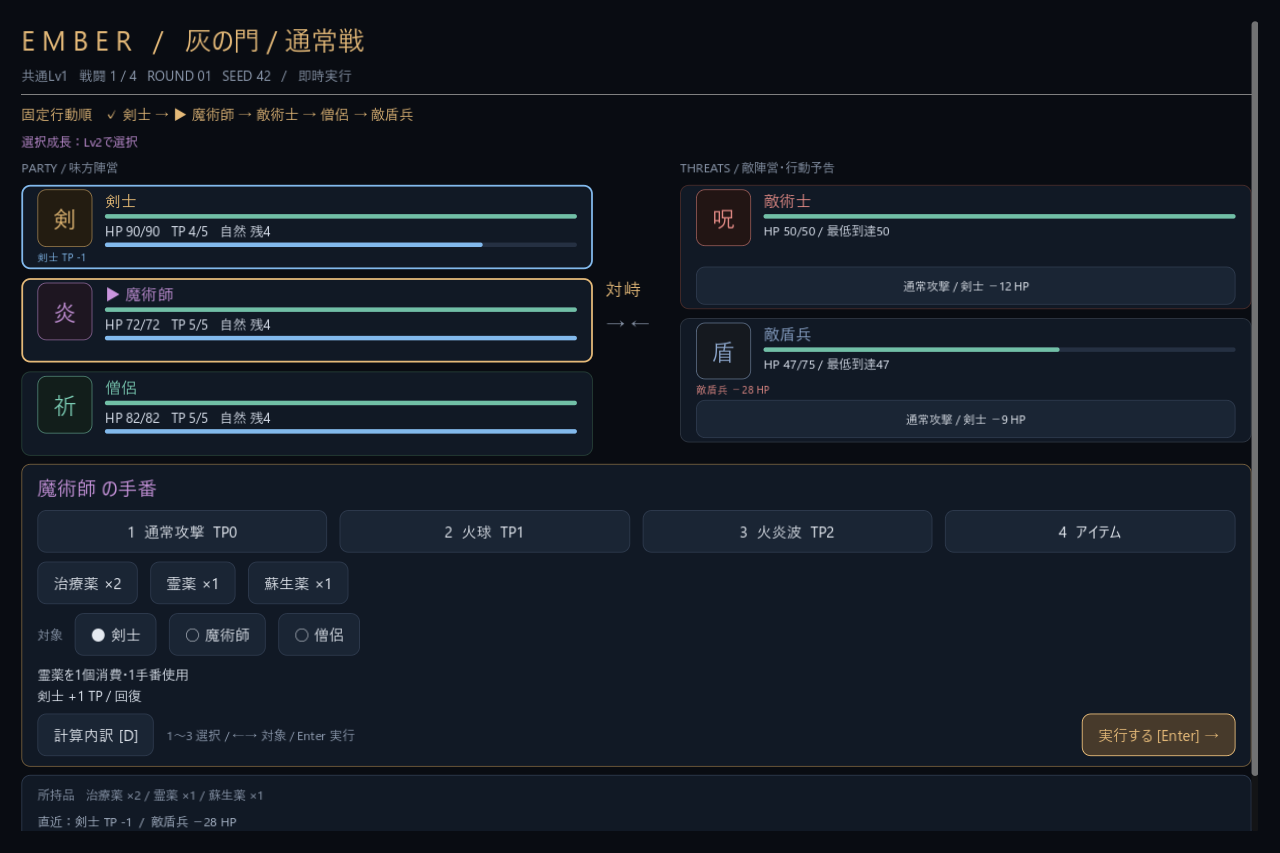 EMBER / 灰の門 / 通常戦
共通Lv1 戦闘 1 / 4 ROUND 01 SEED 42 / 即時実行
固定行動順 ✓ 剣士 → ▶ 魔術師 → 敵術士 → 僧侶 → 敵盾兵
選択成長：Lv2で選択
PARTY / 味方陣営
剣
剣士
HP 90/90 TP 4/5 自然 残4
剣士 TP -1
炎
▶ 魔術師
HP 72/72 TP 5/5 自然 残4
祈
僧侶
HP 82/82 TP 5/5 自然 残4
対峙
→ ←
THREATS / 敵陣営・行動予告
呪
敵術士
HP 50/50 / 最低到達50
通常攻撃 / 剣士 −12 HP
盾
敵盾兵
HP 47/75 / 最低到達47
敵盾兵 −28 HP
通常攻撃 / 剣士 −9 HP
魔術師 の手番
1 通常攻撃 TP0
2 火球 TP1
3 火炎波 TP2
4 アイテム
治療薬 ×2
霊薬 ×1
蘇生薬 ×1
対象 ● 剣士 ○ 魔術師 ○ 僧侶
霊薬を1個消費・1手番使用
剣士 +1 TP / 回復
計算内訳 [D] 1～3 選択 / ←→ 対象 / Enter 実行
実行する [Enter] →
所持品 治療薬 ×2 / 霊薬 ×1 / 蘇生薬 ×1
直近：剣士 TP -1 / 敵盾兵 −28 HP